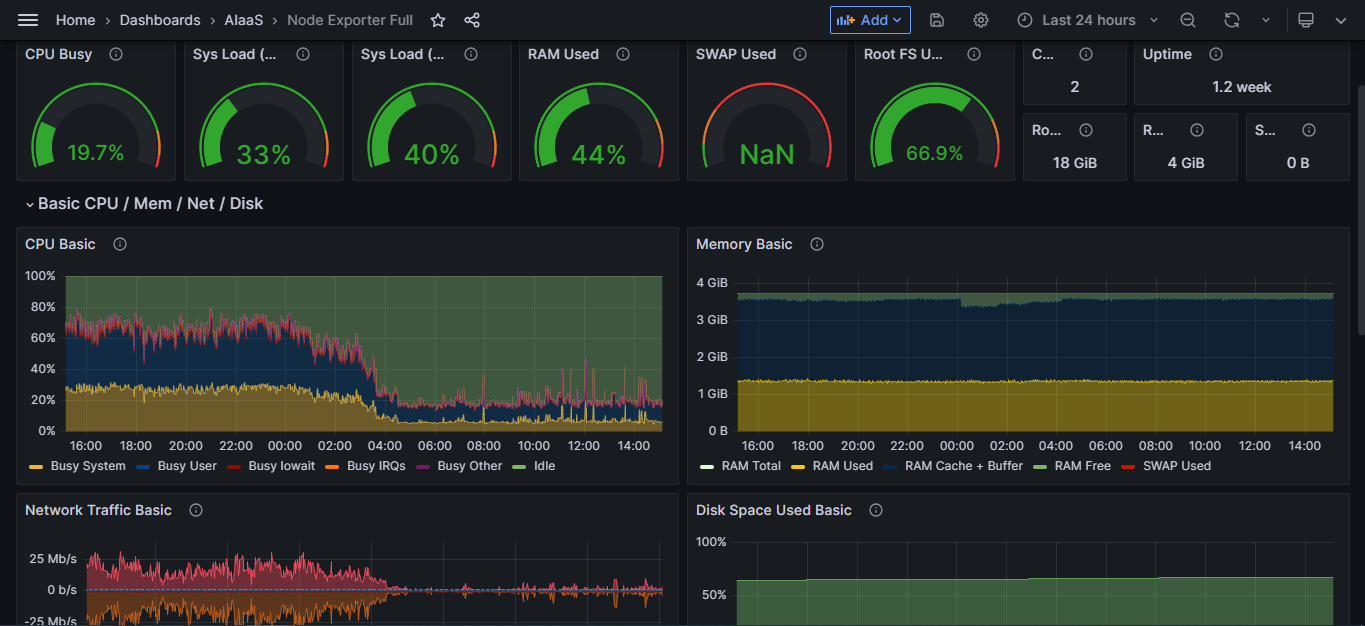 Home › Dashboards › AIaaS › Node Exporter Full Add Last 24 hours
CPU Busy Sys Load (... Sys Load (... RAM Used SWAP Used Root FS U... C... Uptime
2 1.2 week
Ro... R... S...
19.7% 33% 40% 44% NaN 66.9% 18 GiB 4 GiB 0 B
Basic CPU / Mem / Net / Disk
CPU Basic
100%
80%
60%
40%
20%
0%
16:00 18:00 20:00 22:00 00:00 02:00 04:00 06:00 08:00 10:00 12:00 14:00
Busy System Busy User Busy Iowait Busy IRQs Busy Other Idle
Memory Basic
4 GiB
3 GiB
2 GiB
1 GiB
0 B
16:00 18:00 20:00 22:00 00:00 02:00 04:00 06:00 08:00 10:00 12:00 14:00
RAM Total RAM Used RAM Cache + Buffer RAM Free SWAP Used
Network Traffic Basic
25 Mb/s
0 b/s
-25 Mb/s
Disk Space Used Basic
100%
50%